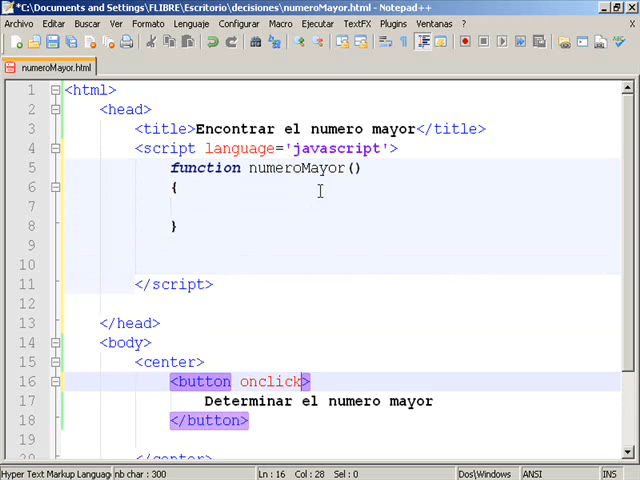 *C:\Documents and Settings\FLIBRE\Escritorio\decisiones\numeroMayor.html - Notepad++
Archivo Editar Buscar Ver Formato Lenguaje Configurar Macro Ejecutar TextFX Plugins Ventanas ?
numeroMayor.html
1 <html>
2 <head>
3 <title>Encontrar el numero mayor</title>
4 <script language='javascript'>
5 function numeroMayor()
6 {
7
8 }
9
10
11 </script>
12
13 </head>
14 <body>
15 <center>
16 <button onclick>
17 Determinar el numero mayor
18 </button>
19
20 </center>
Hyper Text Markup Language nb char : 300 Ln : 16 Col : 28 Sel : 0 Dos\Windows ANSI INS